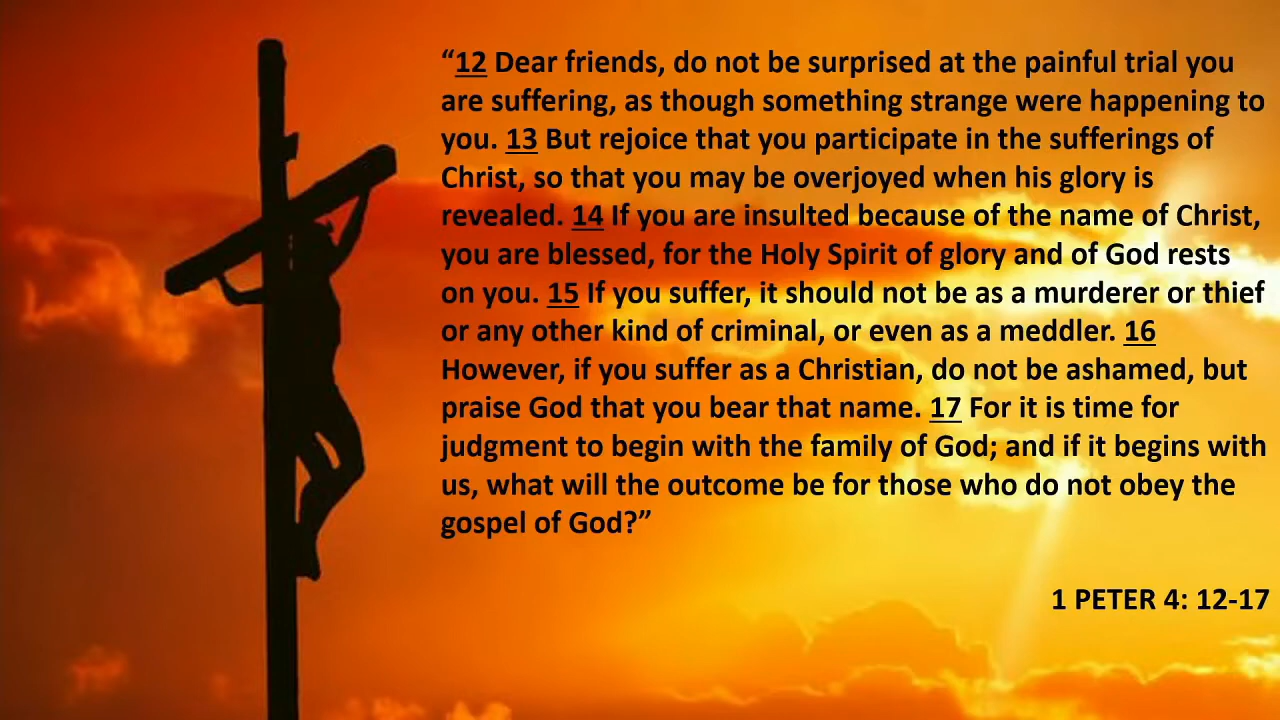 “12 Dear friends, do not be surprised at the painful trial you
are suffering, as though something strange were happening to
you. 13 But rejoice that you participate in the sufferings of
Christ, so that you may be overjoyed when his glory is
revealed. 14 If you are insulted because of the name of Christ,
you are blessed, for the Holy Spirit of glory and of God rests
on you. 15 If you suffer, it should not be as a murderer or thief
or any other kind of criminal, or even as a meddler. 16
However, if you suffer as a Christian, do not be ashamed, but
praise God that you bear that name. 17 For it is time for
judgment to begin with the family of God; and if it begins with
us, what will the outcome be for those who do not obey the
gospel of God?”
1 PETER 4: 12-17